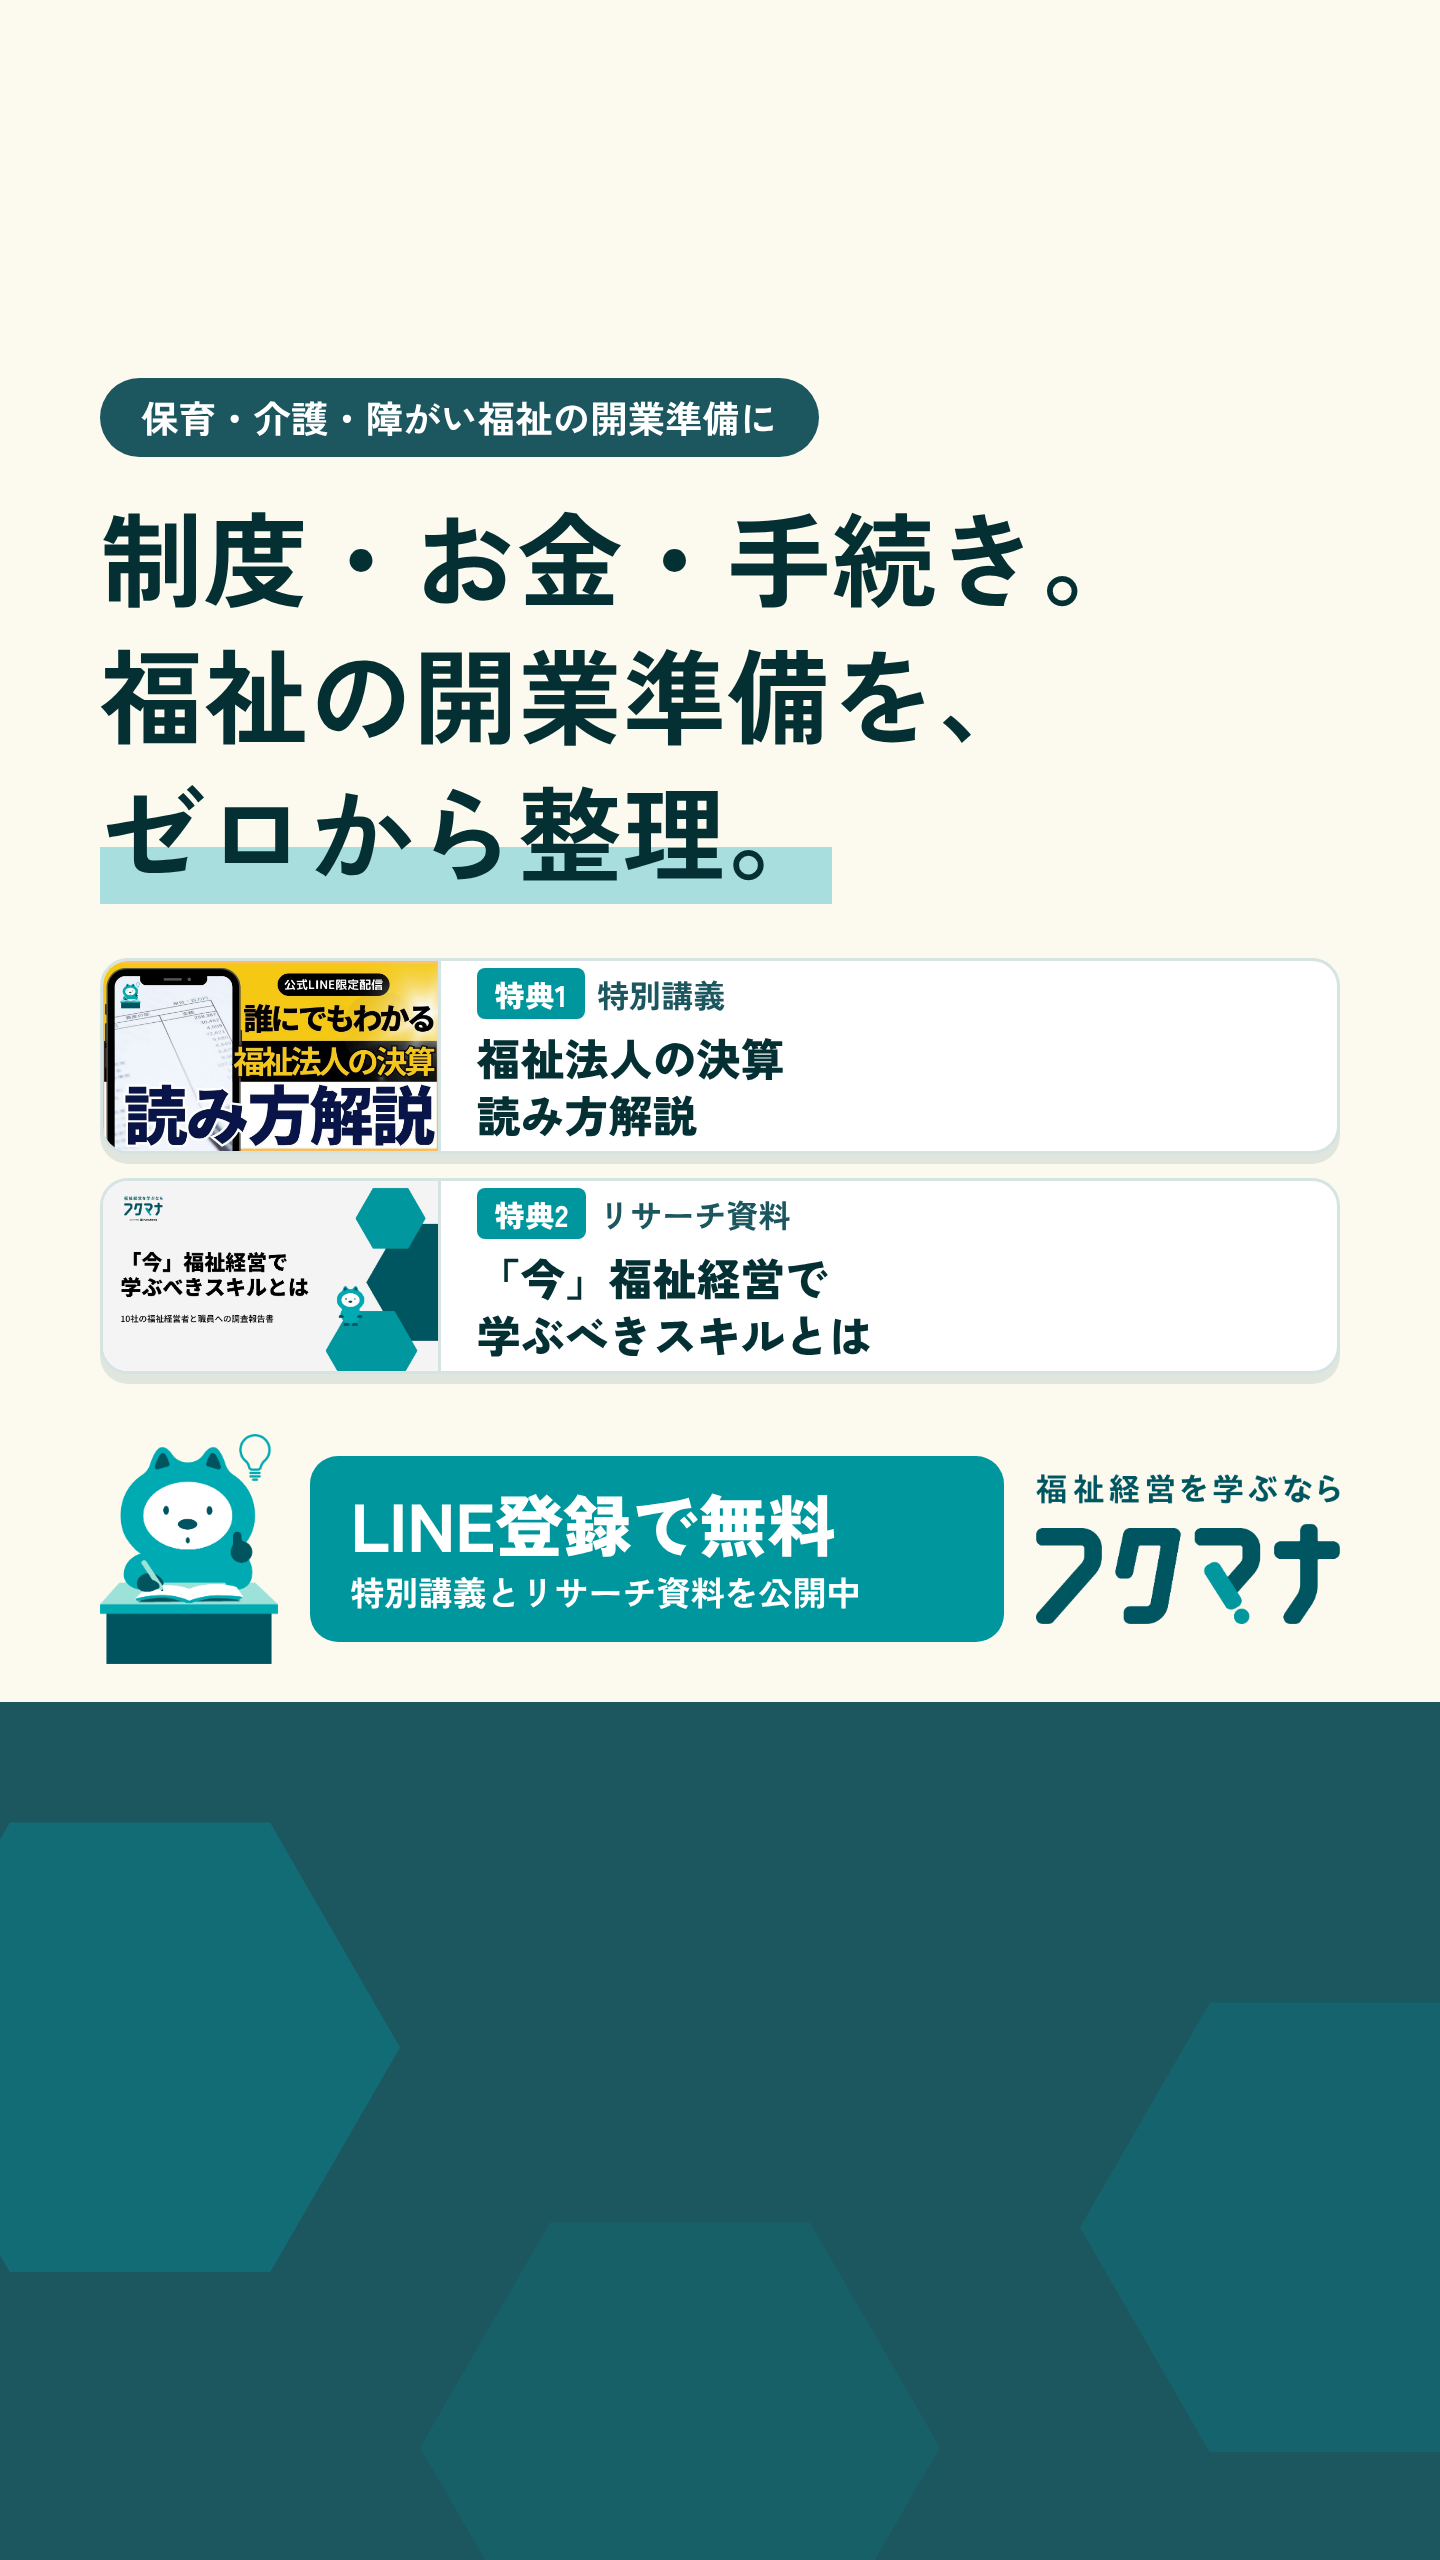 保育・介護・障がい福祉の開業準備に
制度・お金・手続き。
福祉の開業準備を、
ゼロから整理。
公式LINE限定配信
誰にでもわかる
福祉法人の決算
読み方解説
特典1 特別講義
福祉法人の決算
読み方解説
福祉経営を学ぶなら
フクマナ
「今」福祉経営で
学ぶべきスキルとは
10社の福祉経営者と職員への調査報告書
特典2 リサーチ資料
「今」福祉経営で
学ぶべきスキルとは
LINE登録で無料
特別講義とリサーチ資料を公開中
福祉経営を学ぶなら
フクマナ